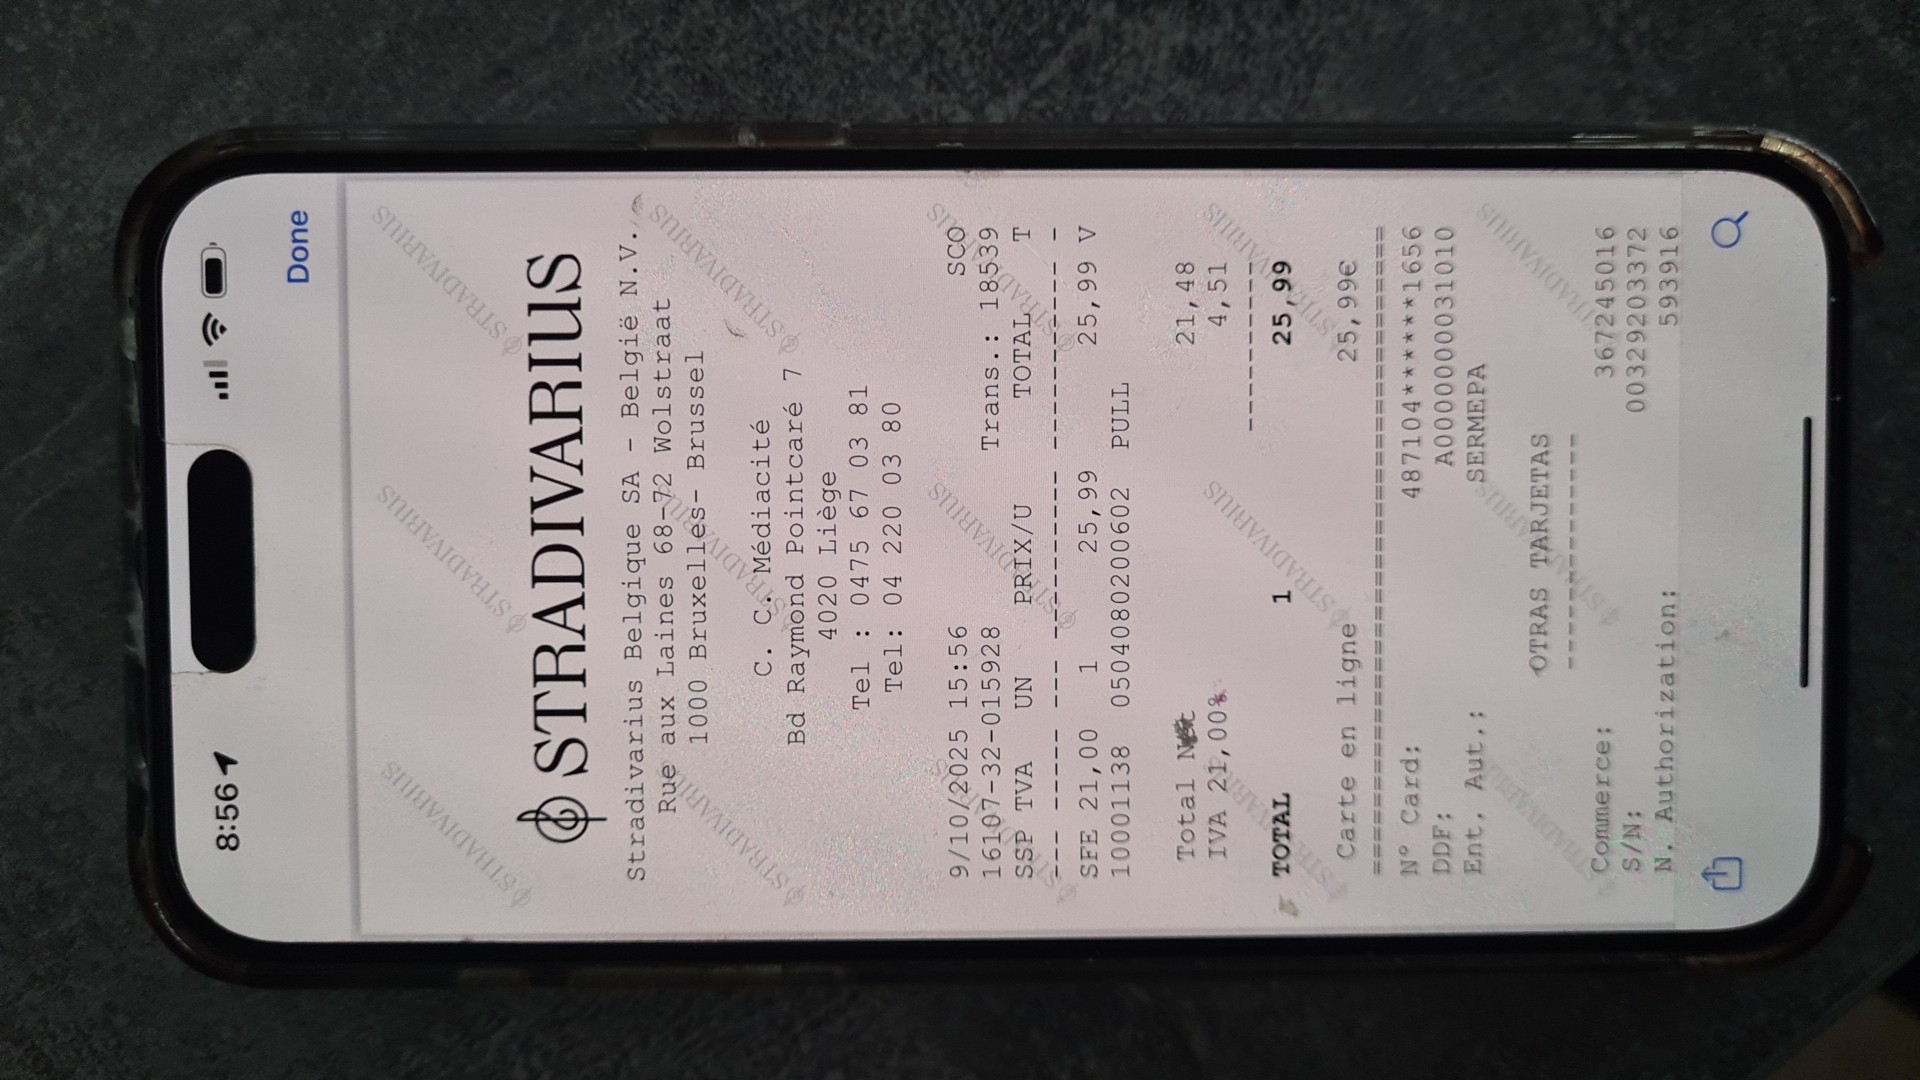 8:56
Done
STRADIVARIUS
Stradivarius Belgique SA - België N.V.
Rue aux Laines 68-72 Wolstraat
1000 Bruxelles- Brussel
C. C. Médiacité
Bd Raymond Pointcaré 7
4020 Liège
Tel : 0475 67 03 81
Tel: 04 220 03 80
9/10/2025 15:56 SCO
16107-32-015928 Trans.: 18539
SSP TVA UN PRIX/U TOTAL T
--- ----- --- ---------- ---------- -
SFE 21,00 1 25,99 25,99 V
10001138 05040802000602 PULL
Total Net 21,48
IVA 21,00% 4,51
-----------
TOTAL 1 25,99
Carte en ligne 25,99€
========================================
Nº Card: 487104*******1656
DDF: A0000000031010
Ent. Aut.: SERMEPA
OTRAS TARJETAS
----------------
Commerce: 367245016
S/N: 00329203372
N. Authorization: 593916